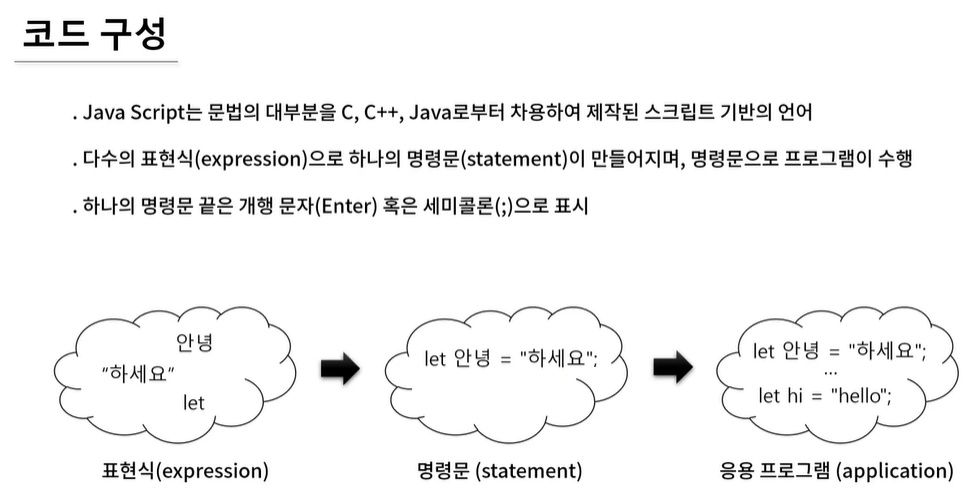 코드 구성
. Java Script는 문법의 대부분을 C, C++, Java로부터 차용하여 제작된 스크립트 기반의 언어
. 다수의 표현식(expression)으로 하나의 명령문(statement)이 만들어지며, 명령문으로 프로그램이 수행
. 하나의 명령문 끝은 개행 문자(Enter) 혹은 세미콜론(;)으로 표시
안녕
"하세요"
let
표현식(expression)
let 안녕 = "하세요";
명령문 (statement)
let 안녕 = "하세요";
...
let hi = "hello";
응용 프로그램 (application)